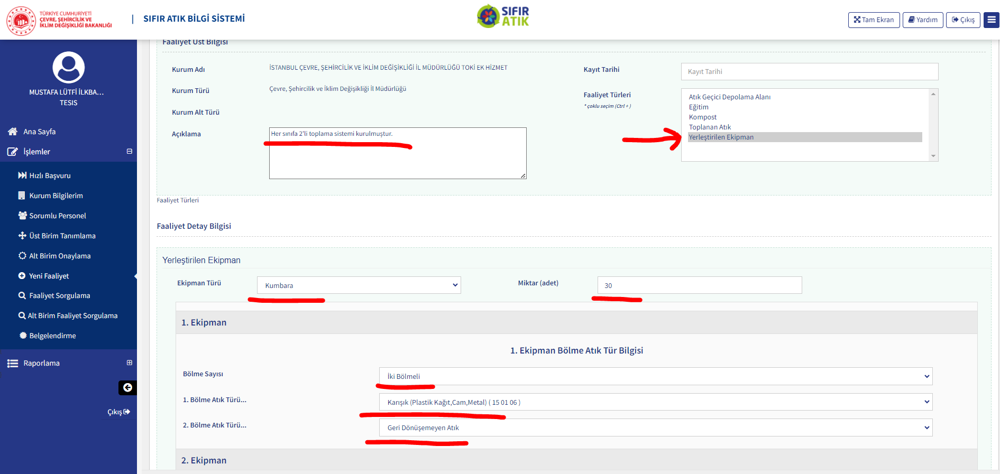 TÜRKİYE CUMHURİYETİ
ÇEVRE, ŞEHİRCİLİK VE
İKLİM DEĞİŞİKLİĞİ BAKANLIĞI
| SIFIR ATIK BİLGİ SİSTEMİ
SIFIR
ATIK
Tam Ekran
Yardım
Çıkış
MUSTAFA LÜTFİ İLKBA...
TESIS
Ana Sayfa
İşlemler
Hızlı Başvuru
Kurum Bilgilerim
Sorumlu Personel
Üst Birim Tanımlama
Alt Birim Onaylama
Yeni Faaliyet
Faaliyet Sorgulama
Alt Birim Faaliyet Sorgulama
Belgelendirme
Raporlama
Çıkış
Faaliyet Üst Bilgisi
Kurum Adı
İSTANBUL ÇEVRE, ŞEHİRCİLİK VE İKLİM DEĞİŞİKLİĞİ İL MÜDÜRLÜĞÜ TOKİ EK HİZMET
Kurum Türü
Çevre, Şehircilik ve İklim Değişikliği İl Müdürlüğü
Kurum Alt Türü
Açıklama
Her sınıfa 2'li toplama sistemi kurulmuştur.
Kayıt Tarihi
Kayıt Tarihi
Faaliyet Türleri
* çoklu seçim (Ctrl + )
Atık Geçici Depolama Alanı
Eğitim
Kompost
Toplanan Atık
Yerleştirilen Ekipman
Faaliyet Türleri
Faaliyet Detay Bilgisi
Yerleştirilen Ekipman
Ekipman Türü
Kumbara
Miktar (adet)
30
1. Ekipman
1. Ekipman Bölme Atık Tür Bilgisi
Bölme Sayısı
İki Bölmeli
1. Bölme Atık Türü...
Karışık (Plastik Kağıt,Cam,Metal) ( 15 01 06 )
2. Bölme Atık Türü...
Geri Dönüşemeyen Atık
2. Ekipman